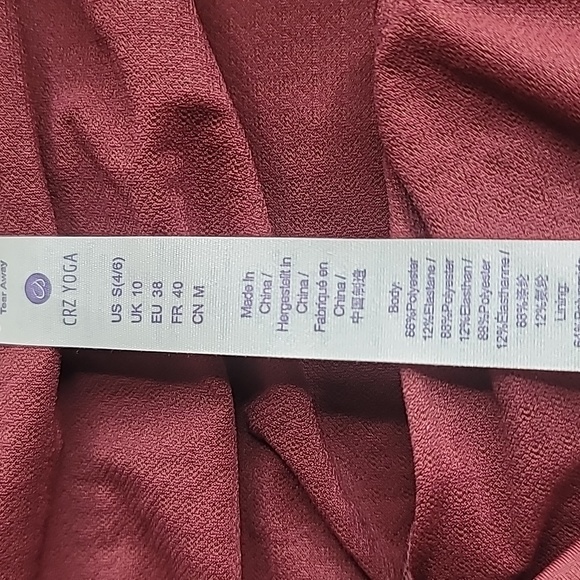 Tear Away
CRZ YOGA
US S(4/6)
UK 10
EU 38
FR 40
CN M
Made in
China /
Hergestellt in
China /
Fabriqué en
China /
中国制造
Body:
88%Polyester
12%Elastane /
88%Polyester
12%Elasthan /
88%Polyester
12%Elasthanne /
88%涤纶
12%氨纶
Lining: